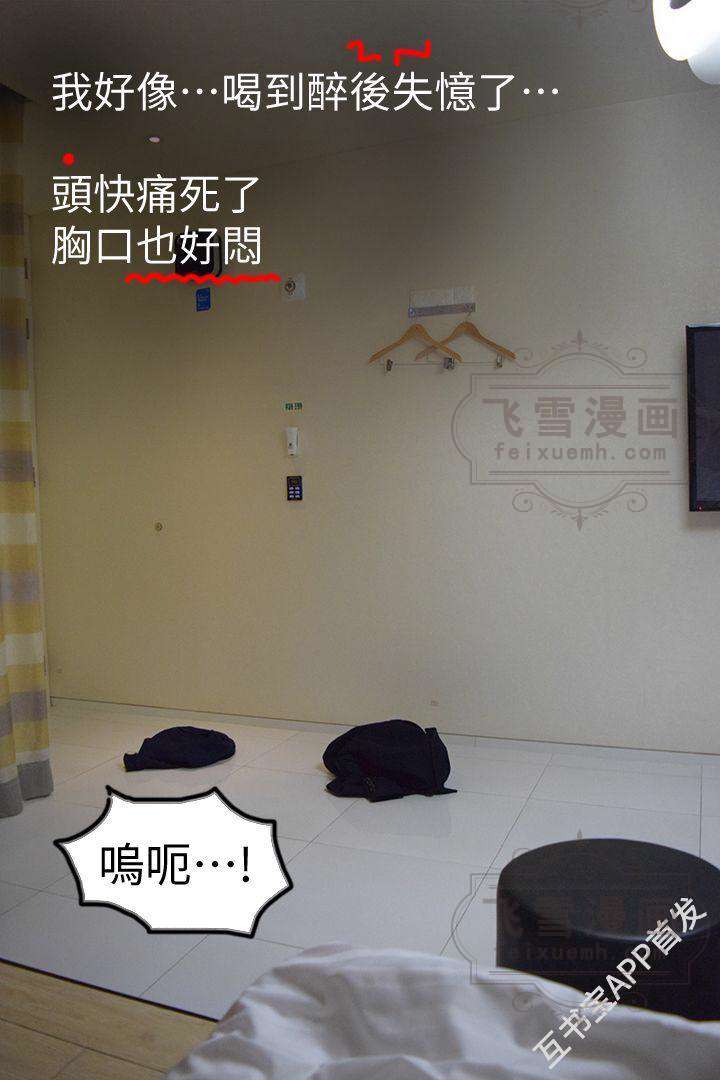 我好像…喝到醉後失憶了…
頭快痛死了
胸口也好悶
飞雪漫画
feixuemh.com
嗚呃…!
飞雪漫画
feixuemh.com
互书宝APP首发